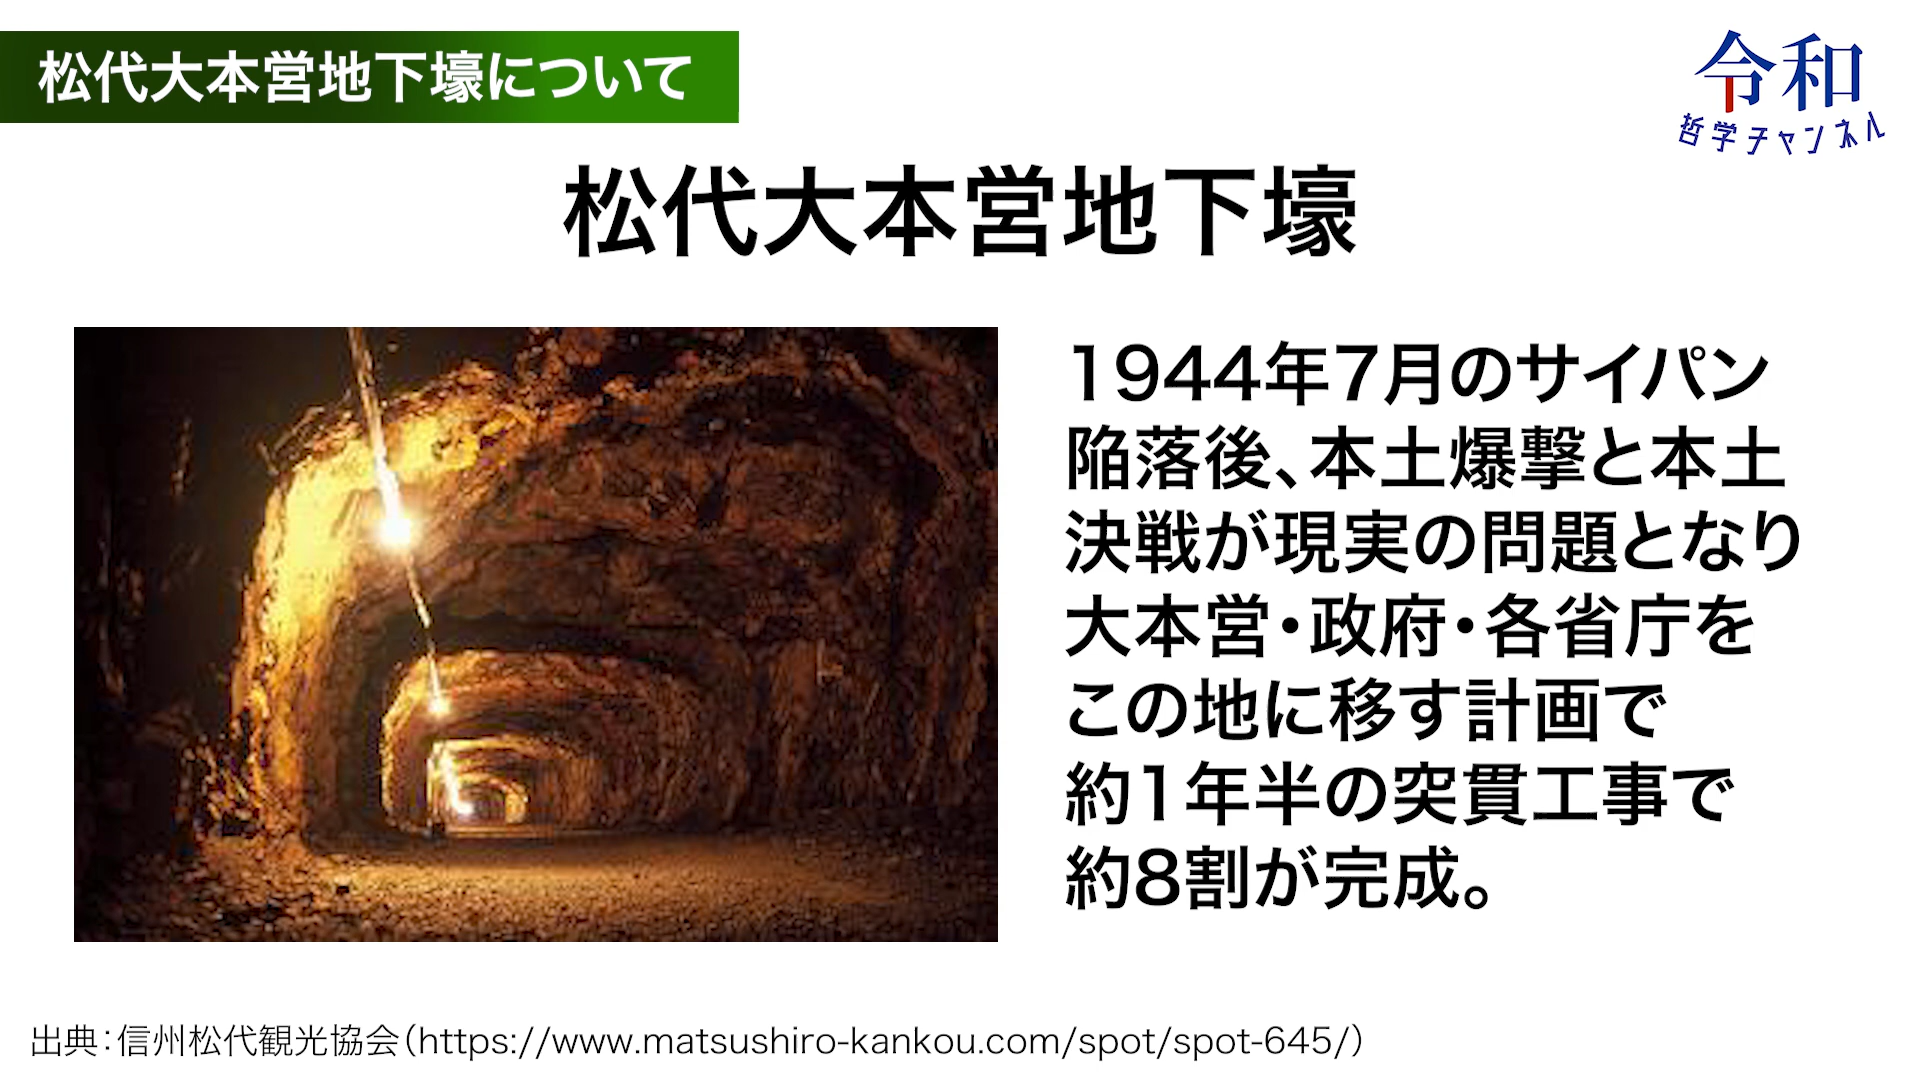 松代大本営地下壕について
令和
哲学チャンネル
松代大本営地下壕
1944年7月のサイパン
陥落後、本土爆撃と本土
決戦が現実の問題となり
大本営・政府・各省庁を
この地に移す計画で
約1年半の突貫工事で
約8割が完成。
出典：信州松代観光協会（https://www.matsushiro-kankou.com/spot/spot-645/）